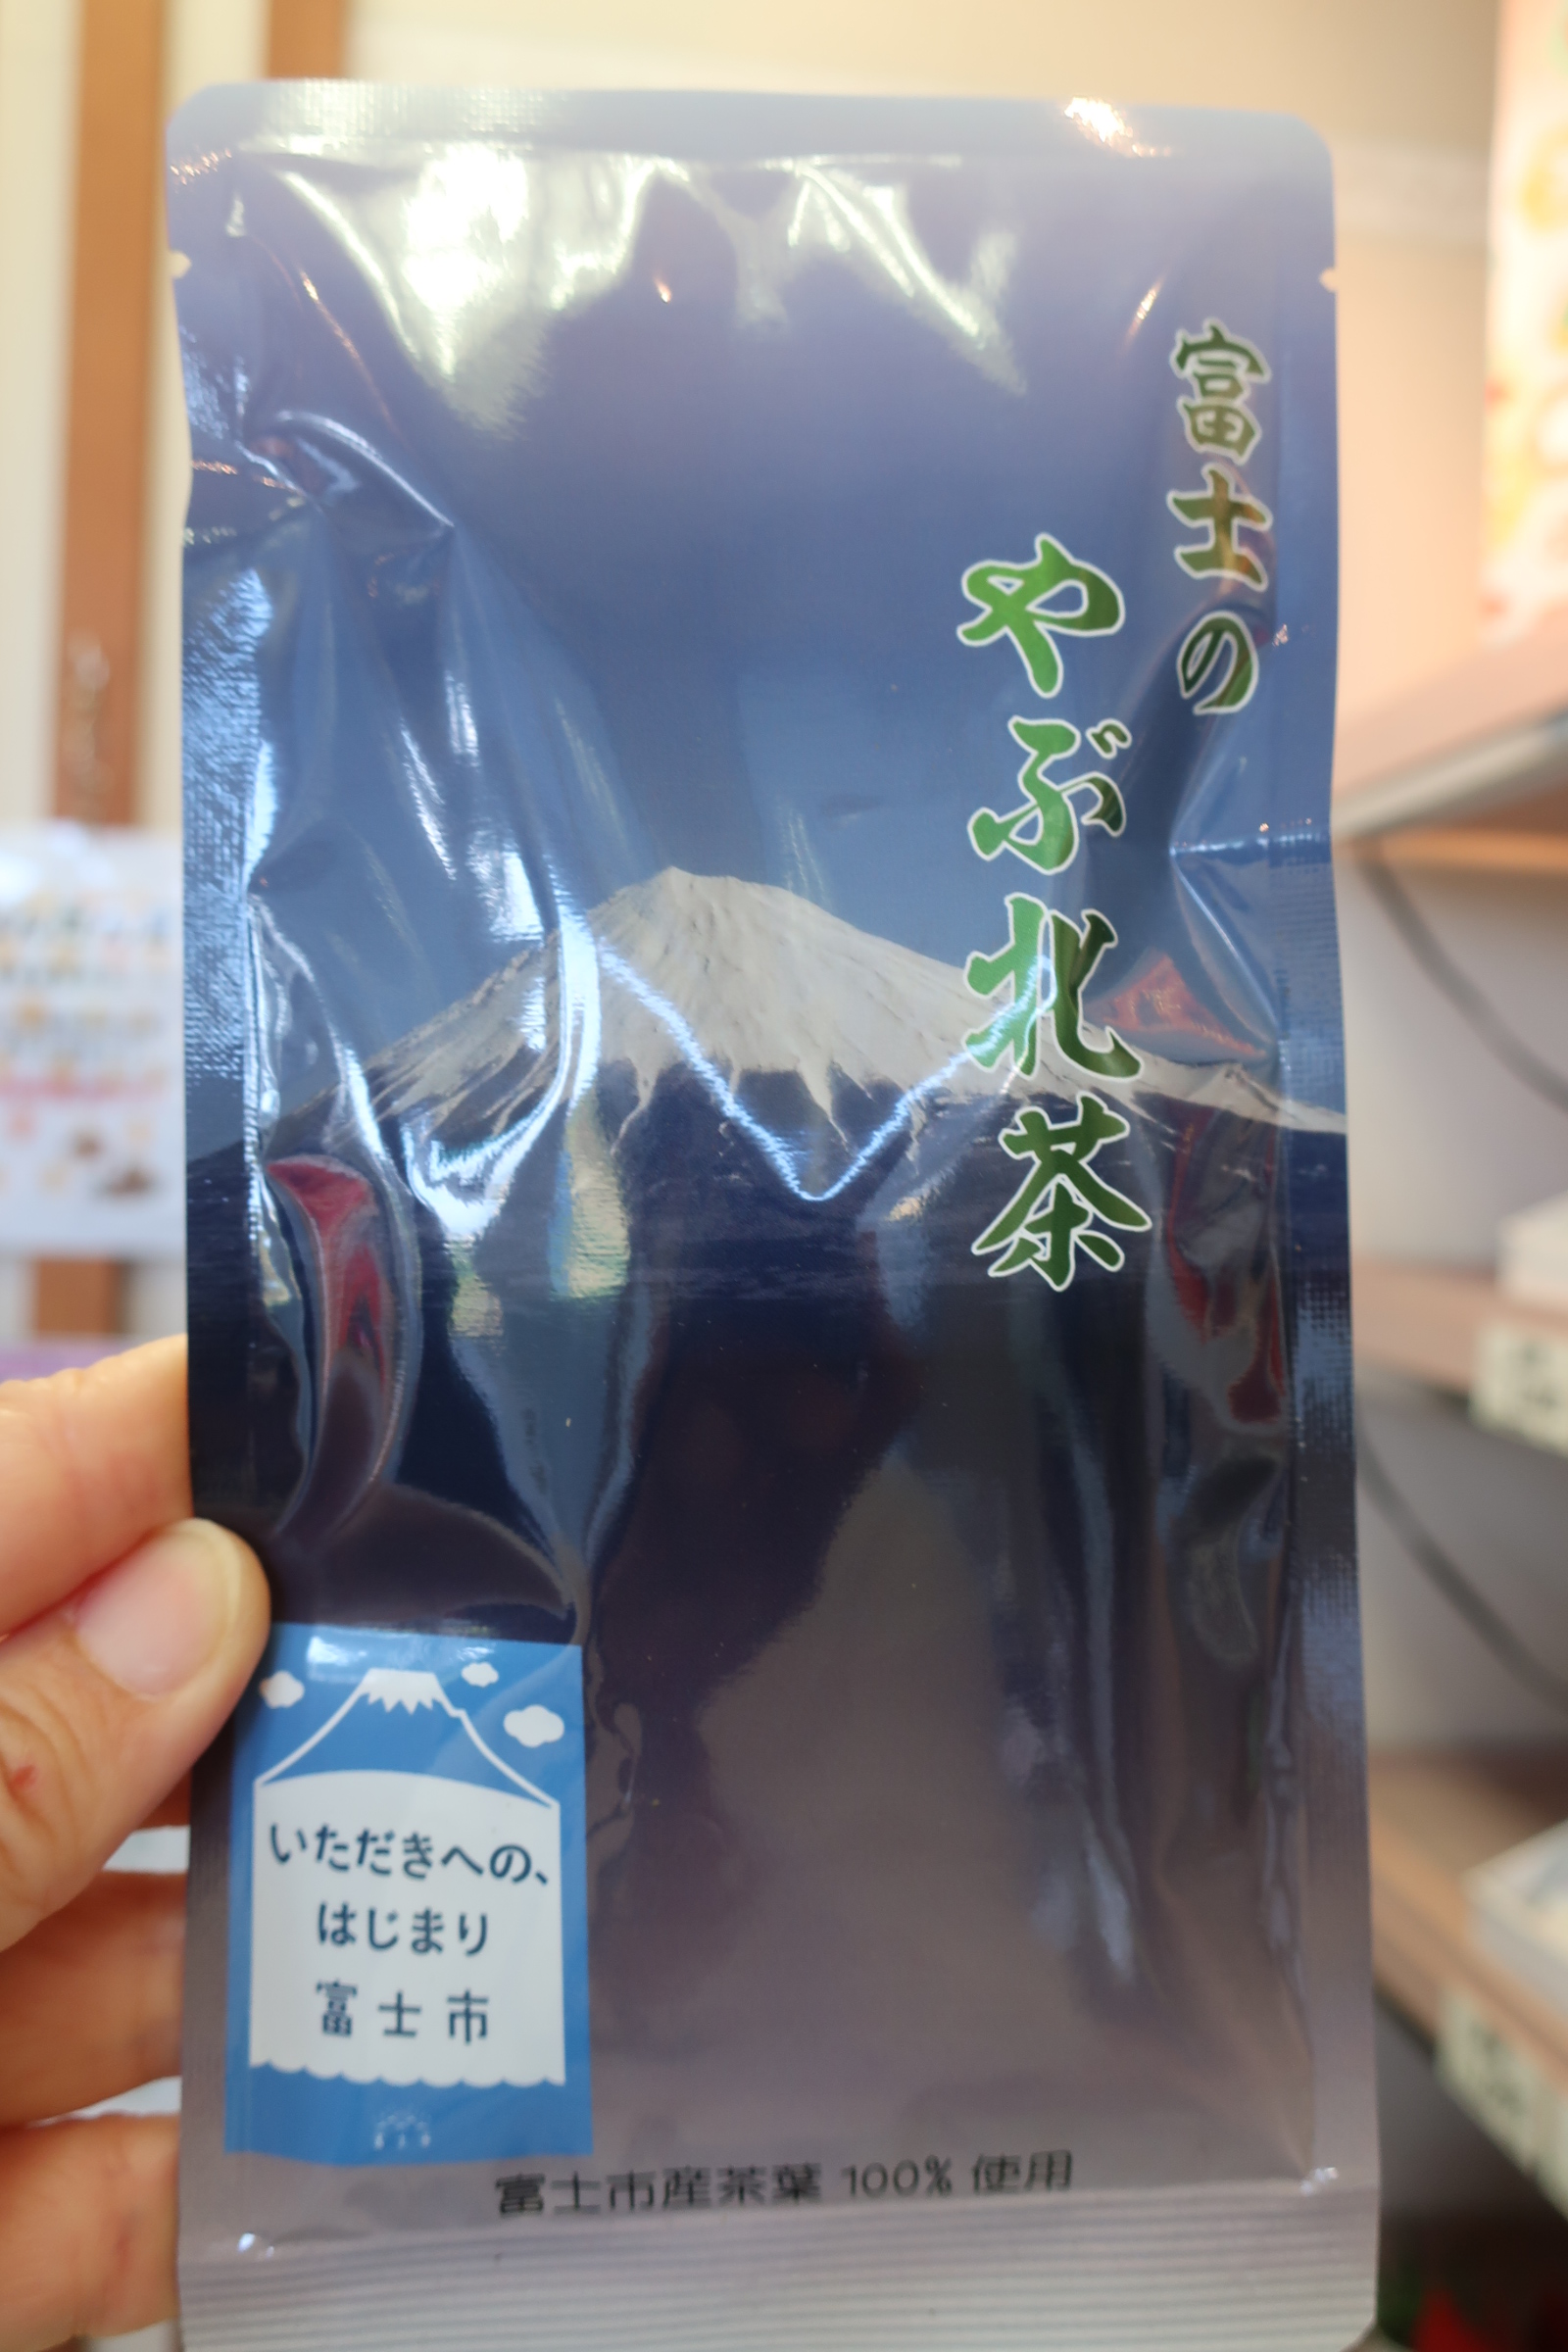 富士の
やぶ北茶
いただきへの、
はじまり
富士市
富士市産茶葉 100% 使用